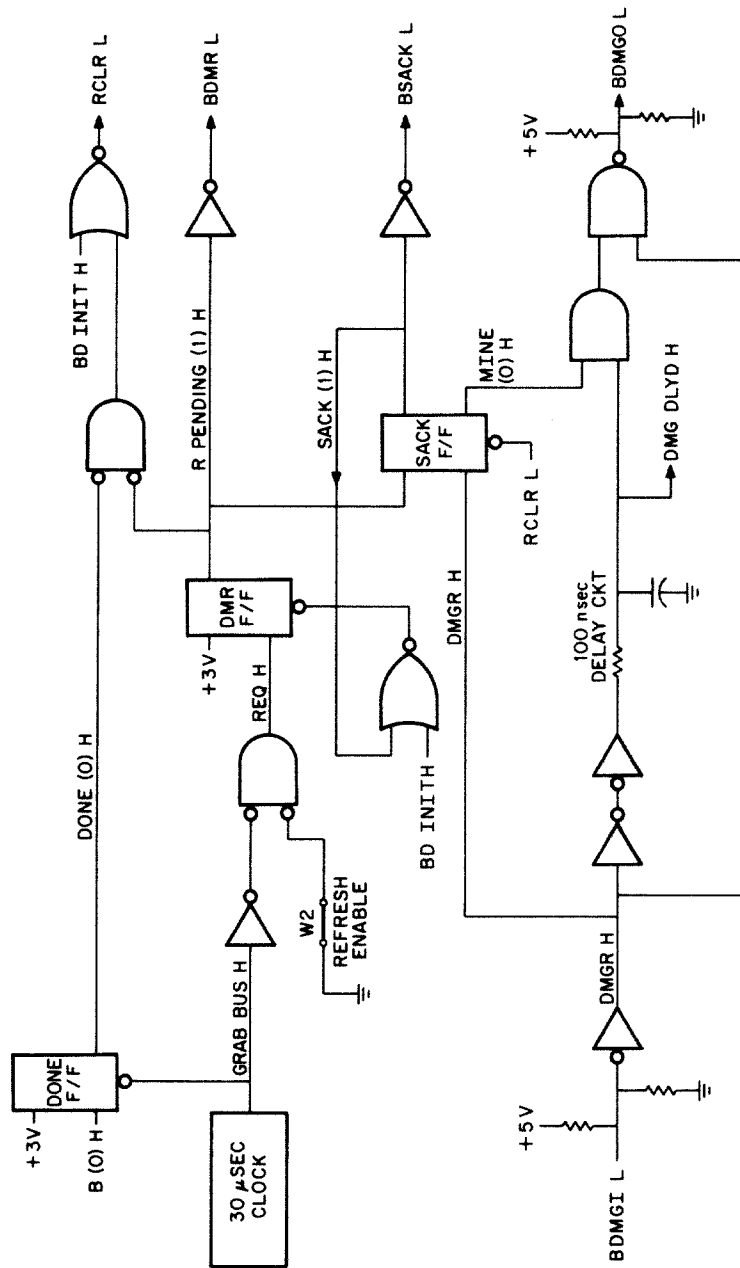 RCLR L
BD INIT H
DONE (0) H
+3V
DONE
F/F
B (0) H
BDMR L
R PENDING (1) H
+3V
DMR
F/F
REQ H
GRAB BUS H
30 µSEC
CLOCK
W2
REFRESH
ENABLE
BSACK L
SACK (1) H
BD INIT H
SACK
F/F
MINE
(0) H
RCLR L
DMGR H
BDMGO L
+5V
DMG DLYD H
100 nsec
DELAY CKT
DMGR H
+5V
BDMGI L